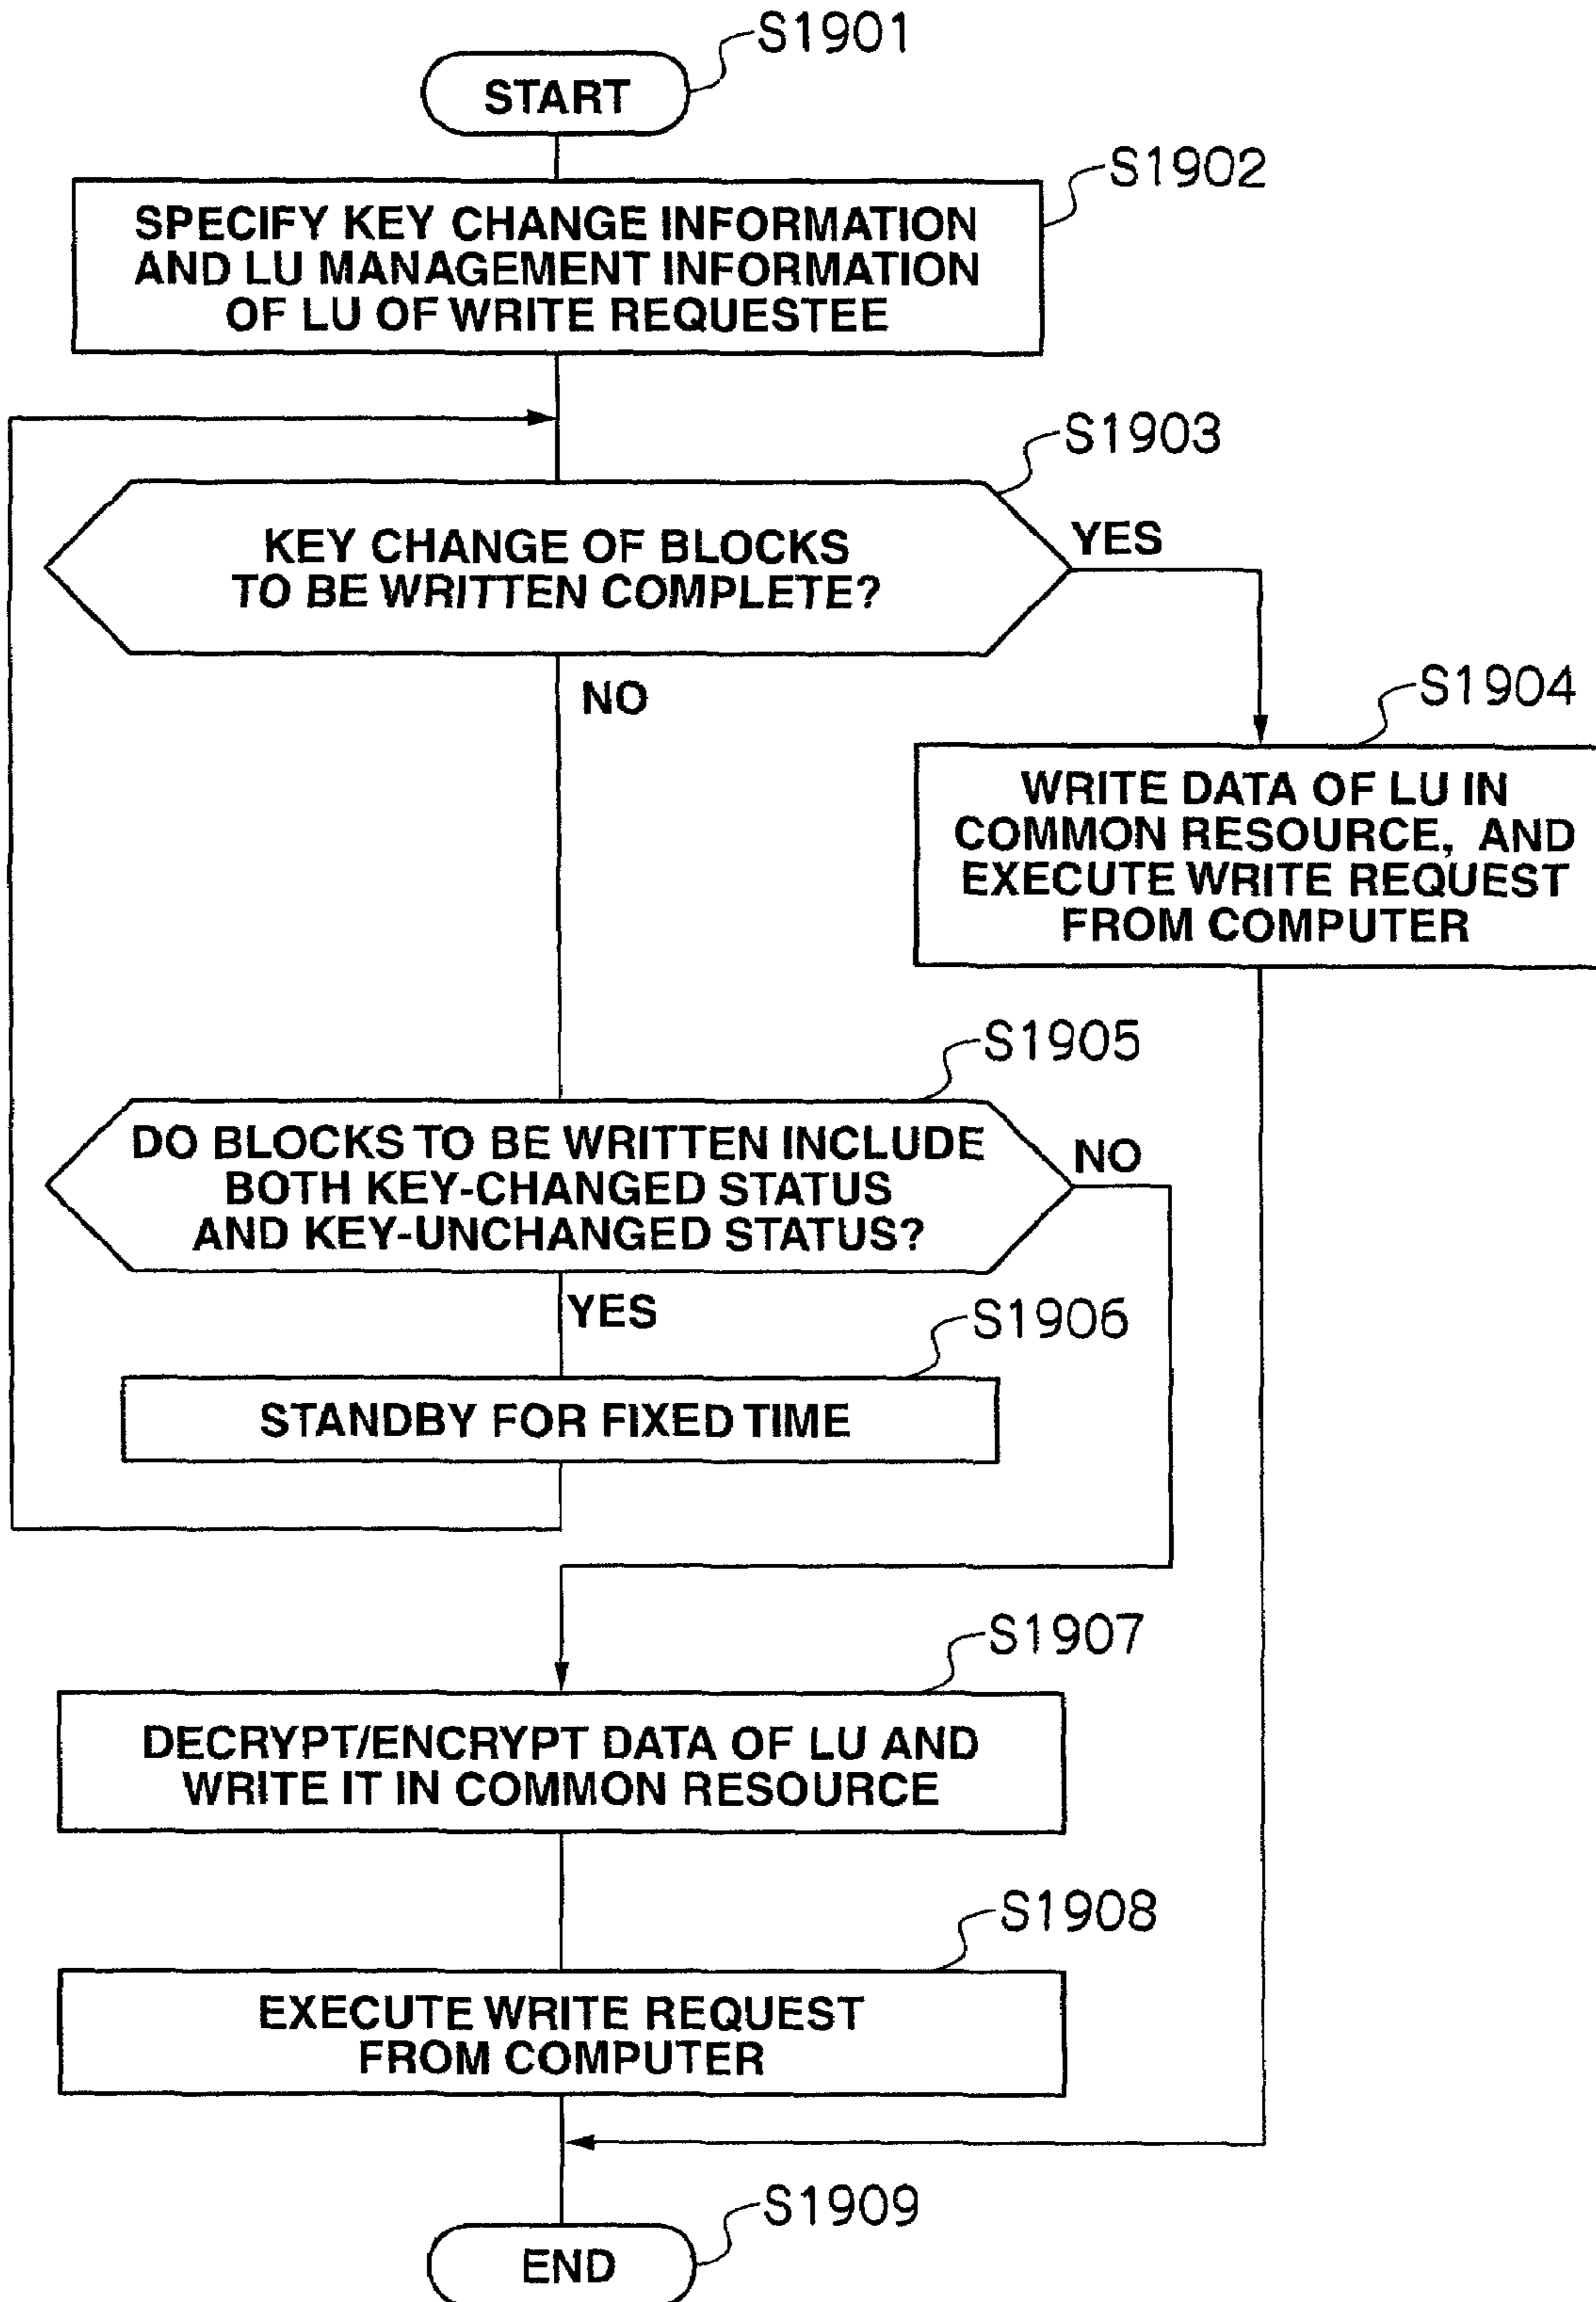 S1901
START
S1902
SPECIFY KEY CHANGE INFORMATION
AND LU MANAGEMENT INFORMATION
OF LU OF WRITE REQUESTEE
S1903
KEY CHANGE OF BLOCKS
TO BE WRITTEN COMPLETE?
YES
NO
S1904
WRITE DATA OF LU IN
COMMON RESOURCE, AND
EXECUTE WRITE REQUEST
FROM COMPUTER
S1905
DO BLOCKS TO BE WRITTEN INCLUDE
BOTH KEY-CHANGED STATUS
AND KEY-UNCHANGED STATUS?
NO
YES
S1906
STANDBY FOR FIXED TIME
S1907
DECRYPT/ENCRYPT DATA OF LU AND
WRITE IT IN COMMON RESOURCE
S1908
EXECUTE WRITE REQUEST
FROM COMPUTER
S1909
END